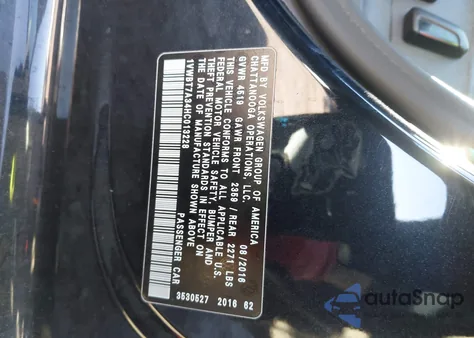 MFD BY VOLKSWAGEN GROUP OF AMERICA
CHATTANOOGA OPERATIONS, LLC. 08/2016
GVWR 4519 GAWR FRONT 2359 / REAR 2271 LBS
THIS VEHICLE CONFORMS TO ALL APPLICABLE U.S.
FEDERAL MOTOR VEHICLE SAFETY, BUMPER AND
THEFT PREVENTION STANDARDS IN EFFECT ON
THE DATE OF MANUFACTURE SHOWN ABOVE
1VWBT7A34HC013228 PASSENGER CAR
3530527 2016 62
autoSnap